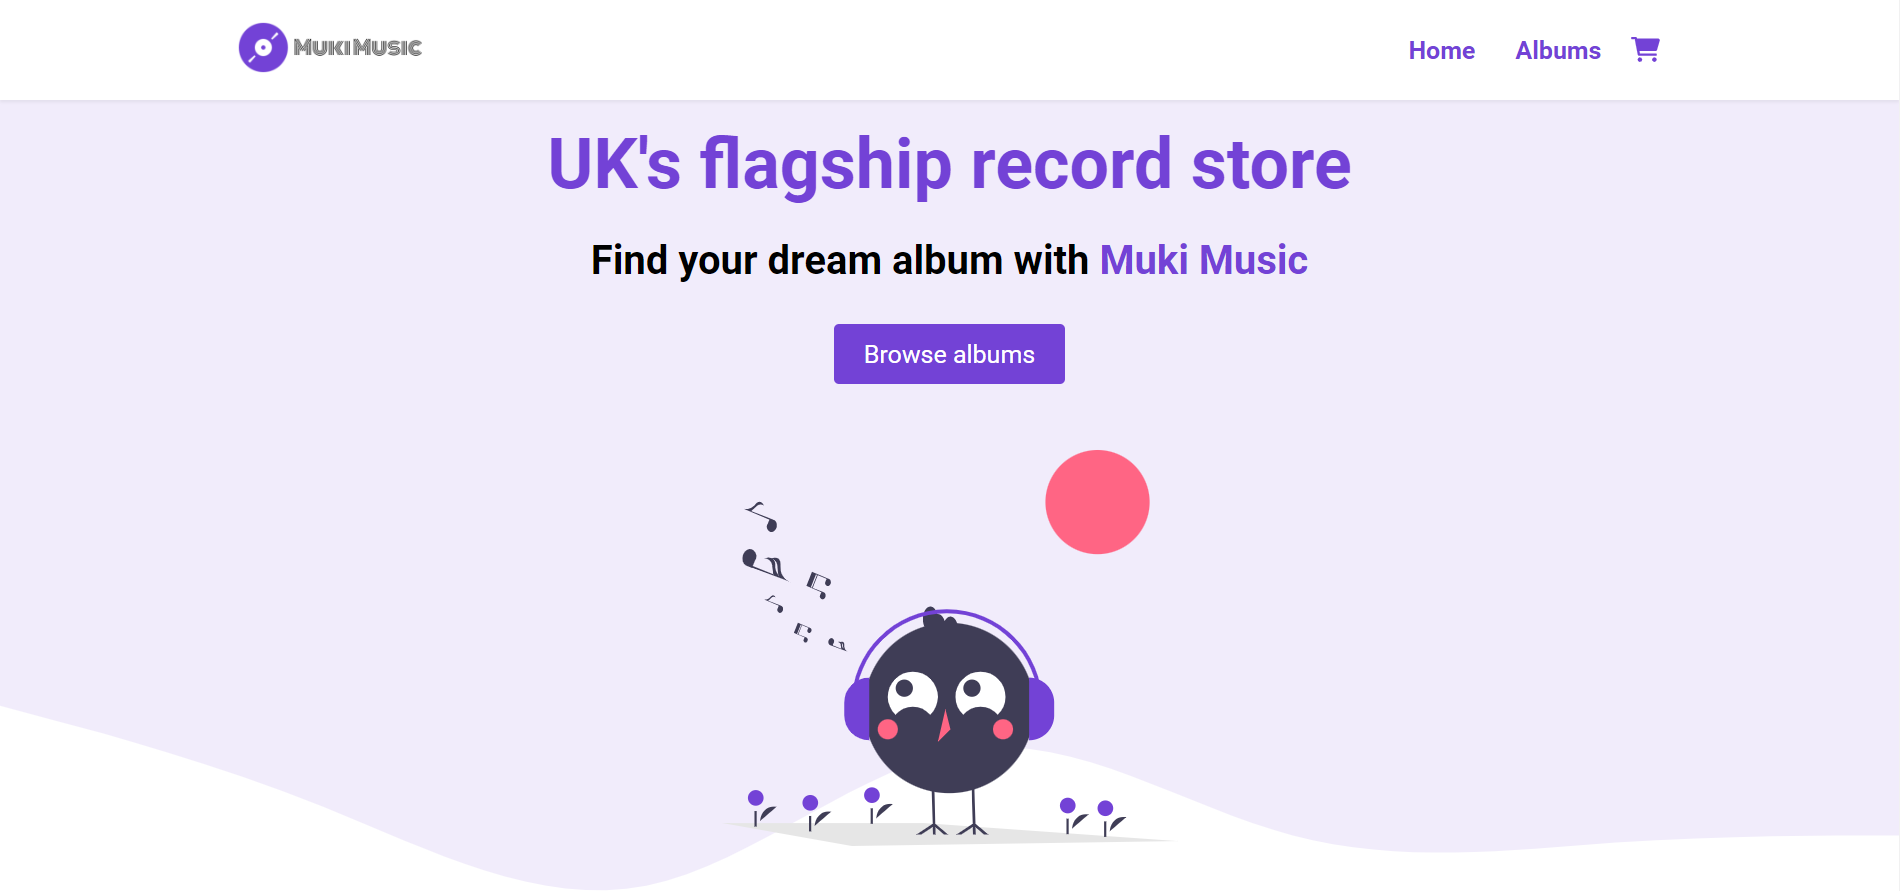 MukiMusic
Home Albums
UK's flagship record store
Find your dream album with Muki Music
Browse albums